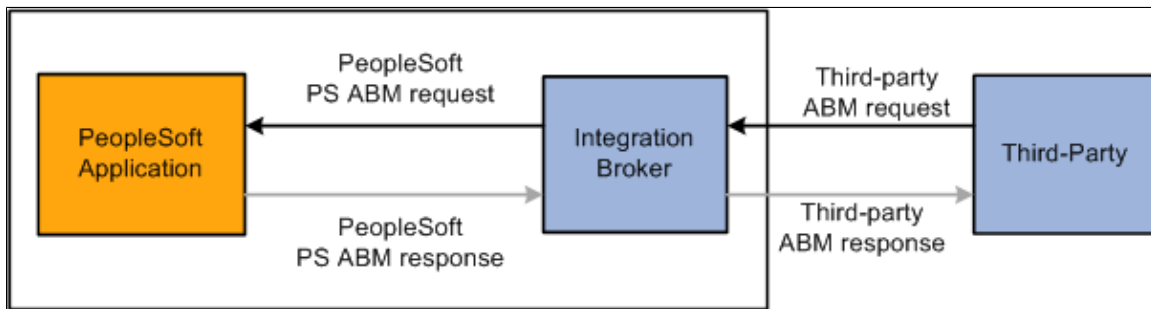 PeopleSoft
PS ABM request
Third-party
ABM request
PeopleSoft
Application
Integration
Broker
Third-Party
PeopleSoft
PS ABM response
Third-party
ABM response